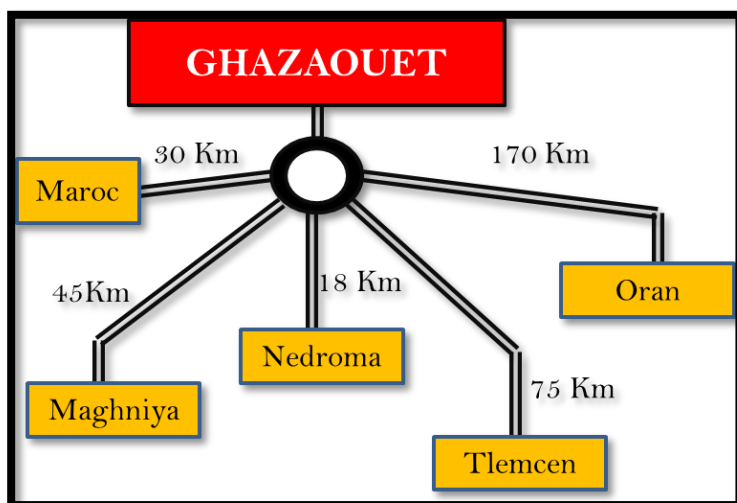 GHAZAOUET
30 Km
170 Km
Maroc
45Km
18 Km
Oran
Nedroma
Maghniya
75 Km
Tlemcen